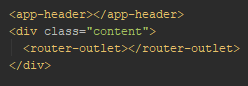 <app-header></app-header>
<div class="content">
  <router-outlet></router-outlet>
</div>